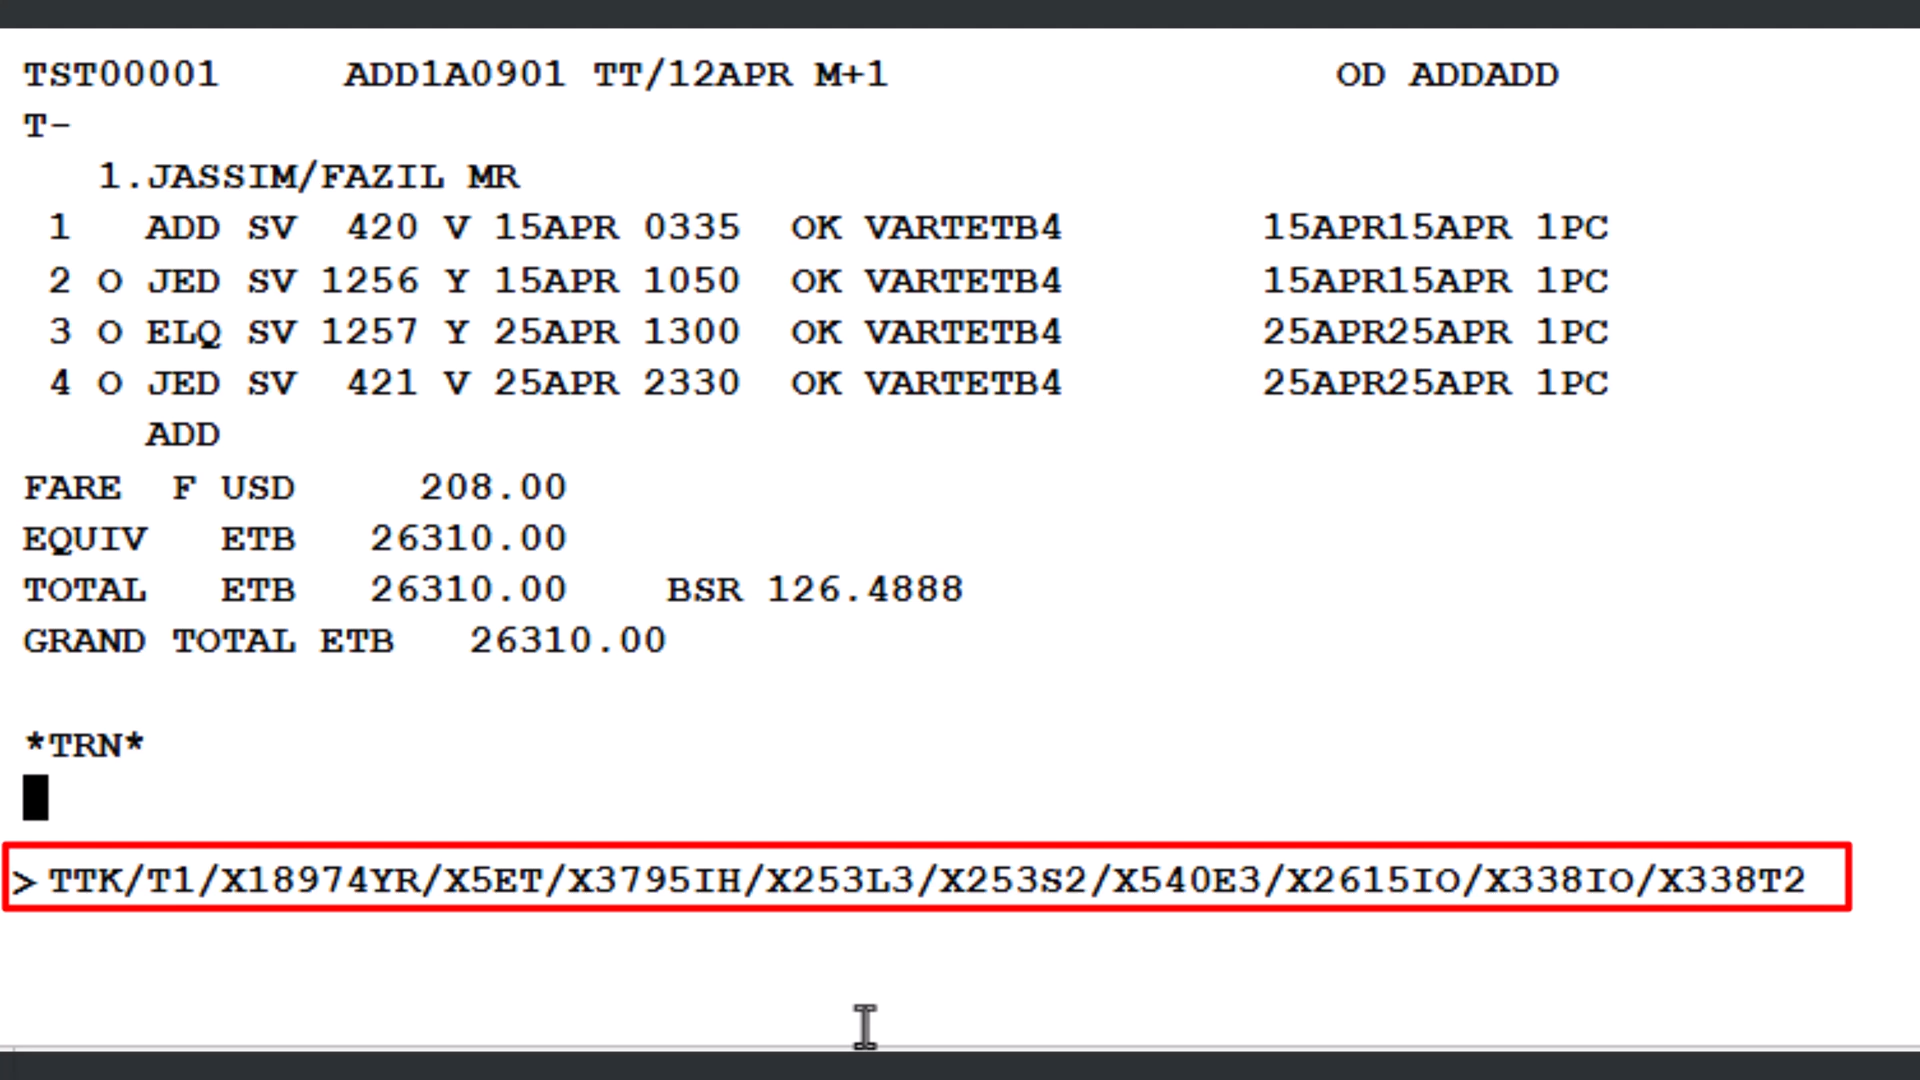 TST00001     ADD1A0901 TT/12APR M+1                  OD ADDADD
T-
   1.JASSIM/FAZIL MR
 1   ADD SV  420 V 15APR 0335  OK VARTETB4        15APR15APR 1PC
 2 O JED SV 1256 Y 15APR 1050  OK VARTETB4        15APR15APR 1PC
 3 O ELQ SV 1257 Y 25APR 1300  OK VARTETB4        25APR25APR 1PC
 4 O JED SV  421 V 25APR 2330  OK VARTETB4        25APR25APR 1PC
     ADD
FARE  F USD     208.00
EQUIV   ETB   26310.00
TOTAL   ETB   26310.00    BSR 126.4888
GRAND TOTAL ETB   26310.00
*TRN*
> TTK/T1/X18974YR/X5ET/X3795IH/X253L3/X253S2/X540E3/X2615IO/X338IO/X338T2